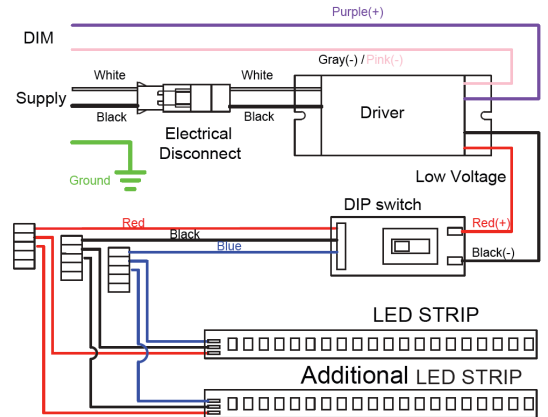 Purple(+)
DIM
Gray(-) / Pink(-)
White
White
Supply
Black
Black
Driver
Electrical
Disconnect
Ground
Low Voltage
DIP switch
Red
Red(+)
Black
Blue
Black(-)
LED STRIP
Additional LED STRIP